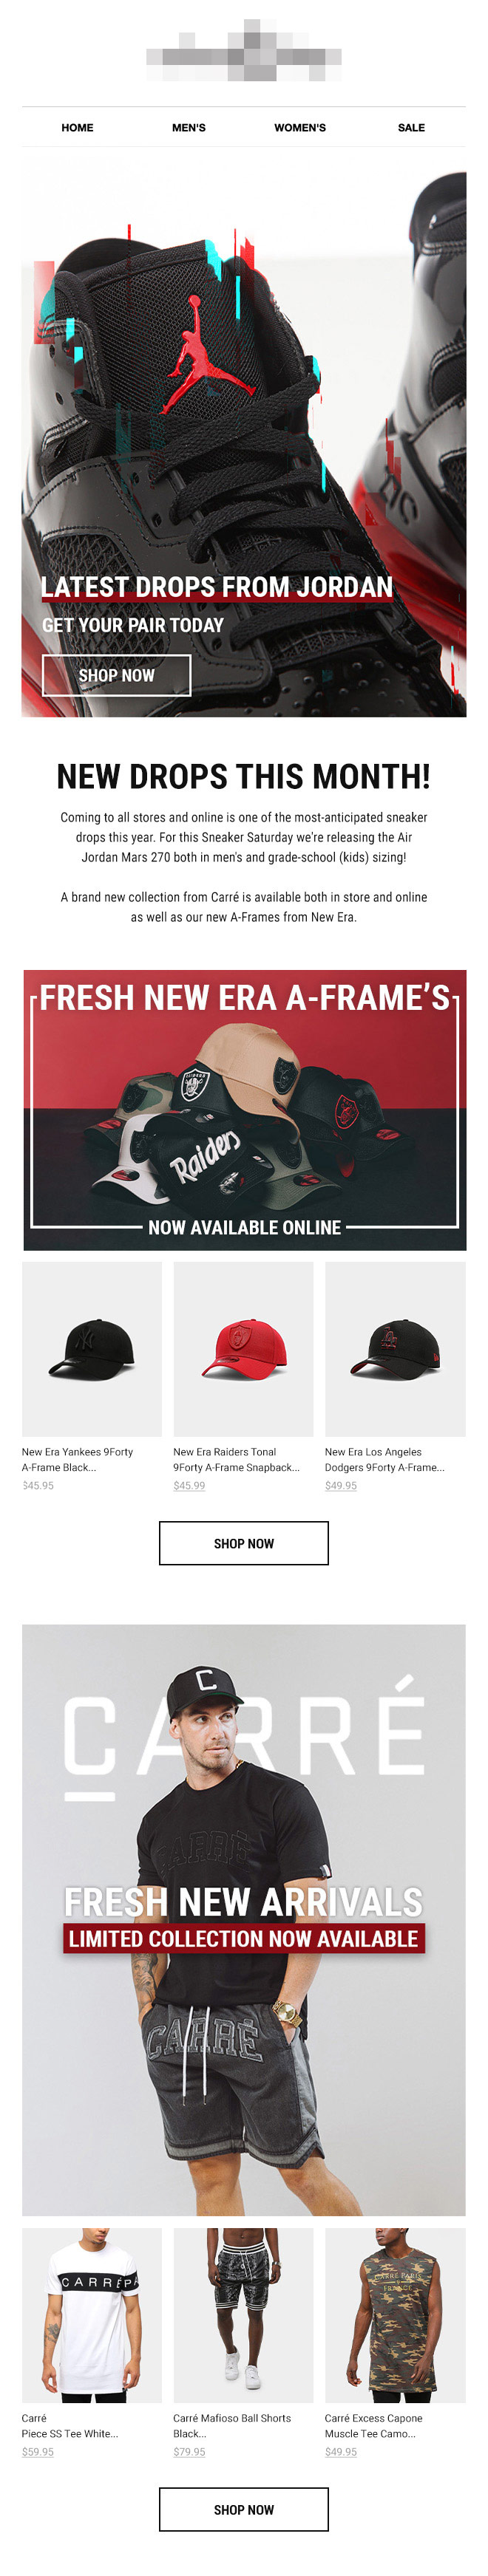 HOME MEN'S WOMEN'S SALE
LATEST DROPS FROM JORDAN
GET YOUR PAIR TODAY
SHOP NOW
NEW DROPS THIS MONTH!
Coming to all stores and online is one of the most-anticipated sneaker
drops this year. For this Sneaker Saturday we're releasing the Air
Jordan Mars 270 both in men's and grade-school (kids) sizing!
A brand new collection from Carré is available both in store and online
as well as our new A-Frames from New Era.
FRESH NEW ERA A-FRAME'S
RAIDERS
Raiders
NOW AVAILABLE ONLINE
NY
LA
New Era Yankees 9Forty
A-Frame Black...
$45.95
New Era Raiders Tonal
9Forty A-Frame Snapback...
$45.99
New Era Los Angeles
Dodgers 9Forty A-Frame...
$49.95
SHOP NOW
C
CARRÉ
CARRÉ
FRESH NEW ARRIVALS
LIMITED COLLECTION NOW AVAILABLE
CARRÉ
CARRÉ PA
CARRÉ PARIS
FRANCE
Carré
Piece SS Tee White...
$59.95
Carré Mafioso Ball Shorts
Black...
$79.95
Carré Excess Capone
Muscle Tee Camo...
$49.95
SHOP NOW